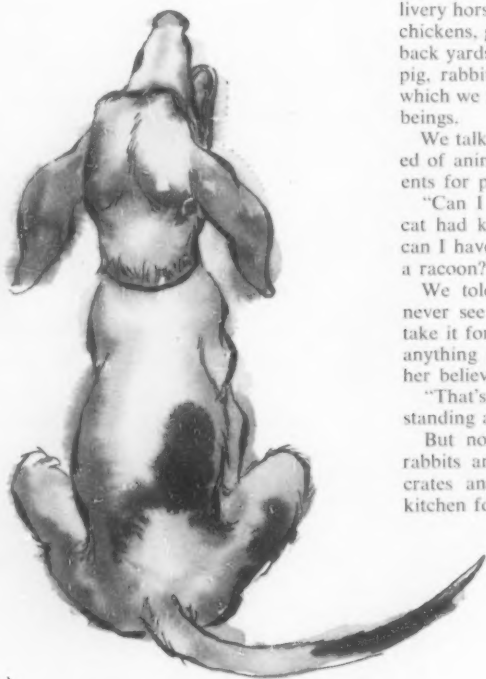 livery hors
chickens, g
back yards
pig, rabbi
which we
beings.
We talk
ed of anin
ents for p
"Can I
cat had k
can I have
a racoon?
We tol
never see
take it for
anything
her believ
"That's
standing a
But no
rabbits ar
crates an
kitchen fo